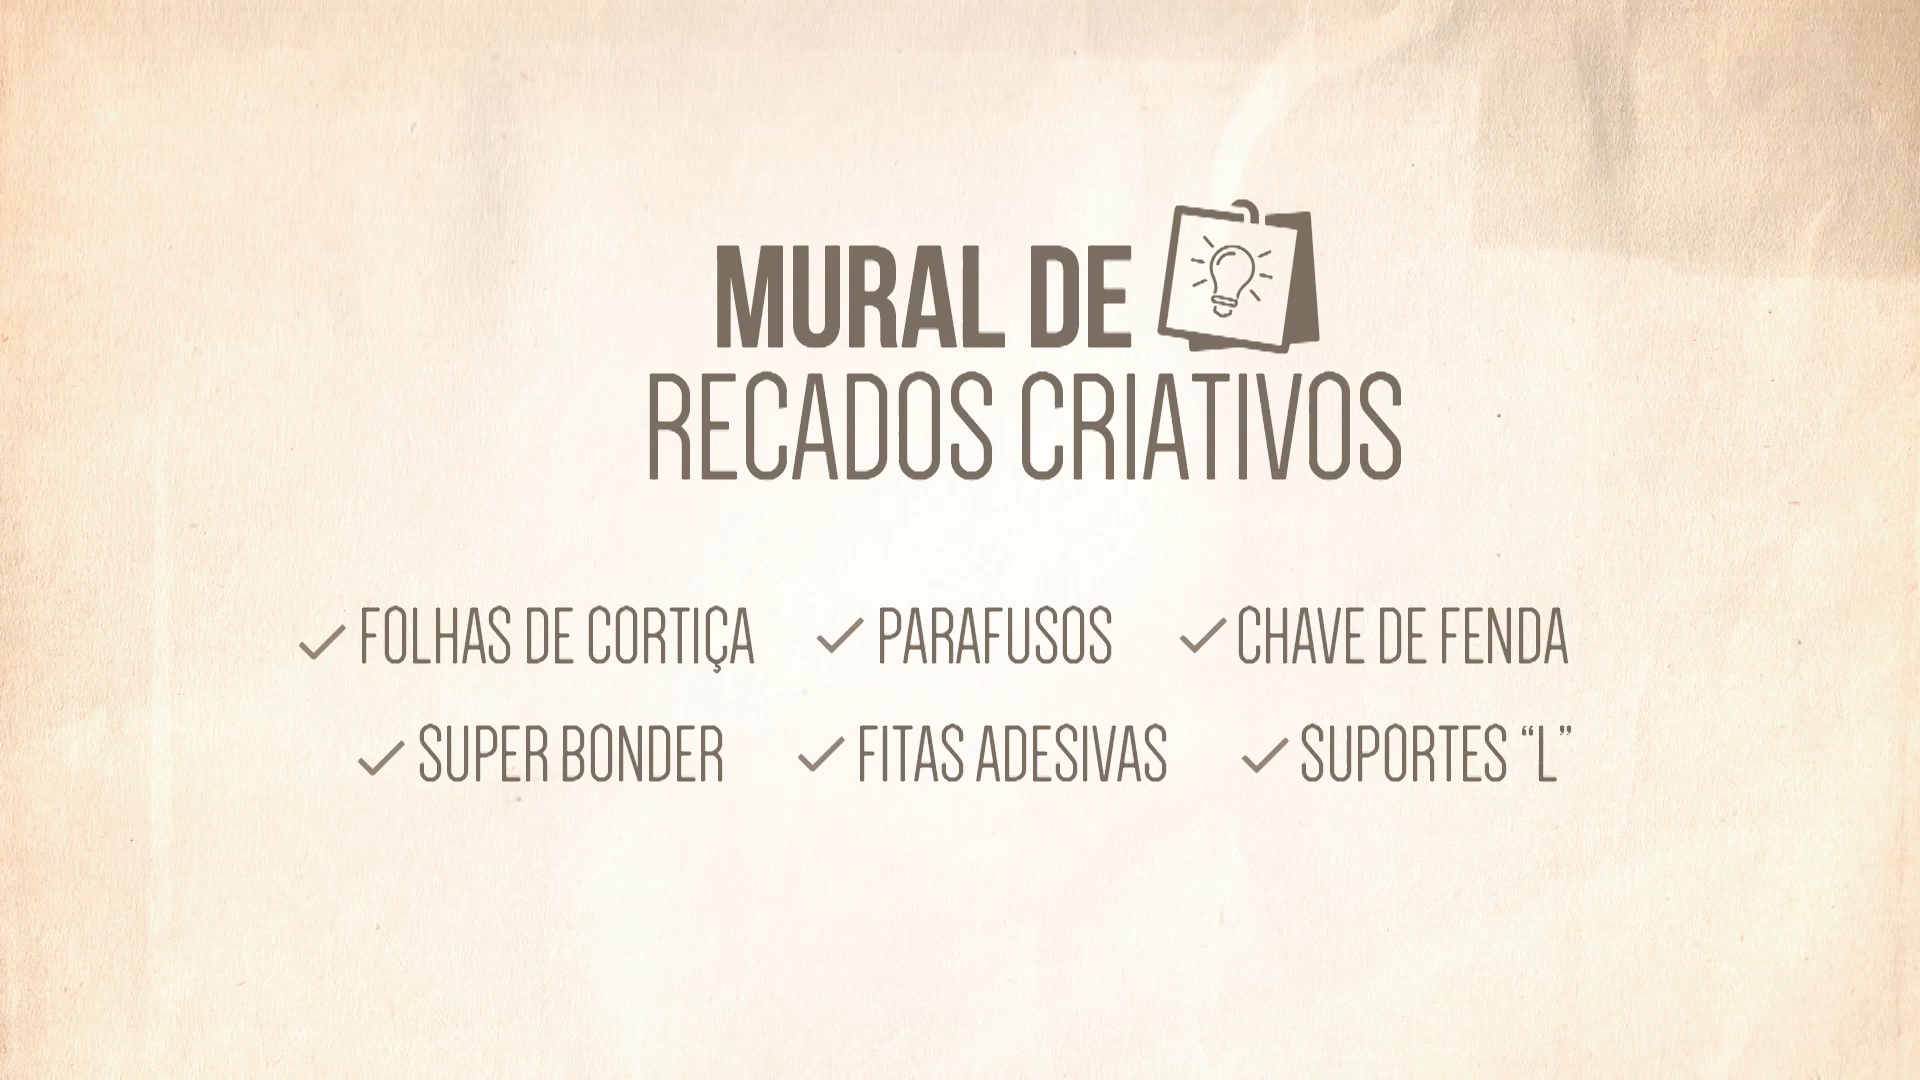 MURAL DE
RECADOS CRIATIVOS
FOLHAS DE CORTIÇA PARAFUSOS CHAVE DE FENDA
SUPER BONDER FITAS ADESIVAS SUPORTES “L”